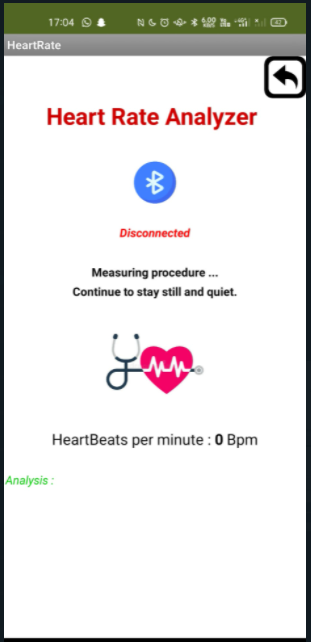 17:04
HeartRate
Heart Rate Analyzer
Disconnected
Measuring procedure ...
Continue to stay still and quiet.
HeartBeats per minute : 0 Bpm
Analysis :